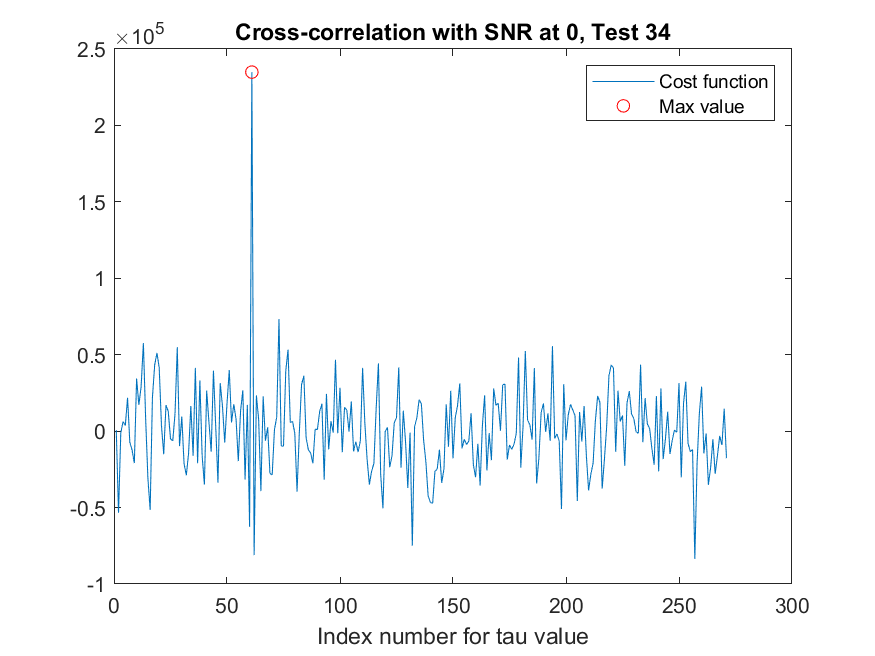 Cross-correlation with SNR at 0, Test 34
×10^5
2.5
2
1.5
1
0.5
0
-0.5
-1
0 50 100 150 200 250 300
Index number for tau value
Cost function
Max value